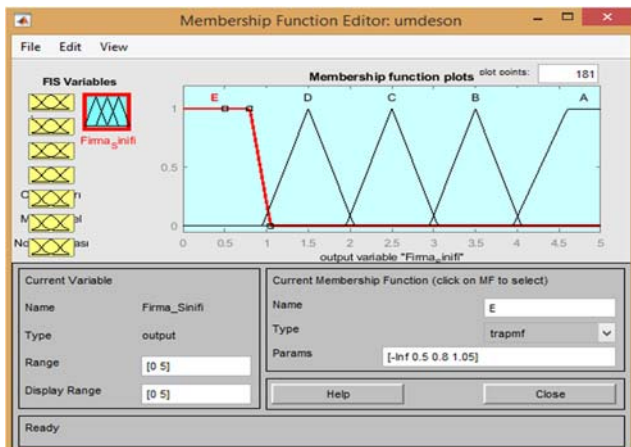 Membership Function Editor: umdeson
File Edit View
FIS Variables
Firma_Sinifi
Membership function plots
plot points: 181
E D C B A
1
0.5
0
0 0.5 1 1.5 2 2.5 3 3.5 4 4.5 5
output variable "Firma_Sinifi"
Current Variable
Name Firma_Sinifi
Type output
Range [0 5]
Display Range [0 5]
Current Membership Function (click on MF to select)
Name E
Type trapmf
Params [-Inf 0.5 0.8 1.05]
Help Close
Ready